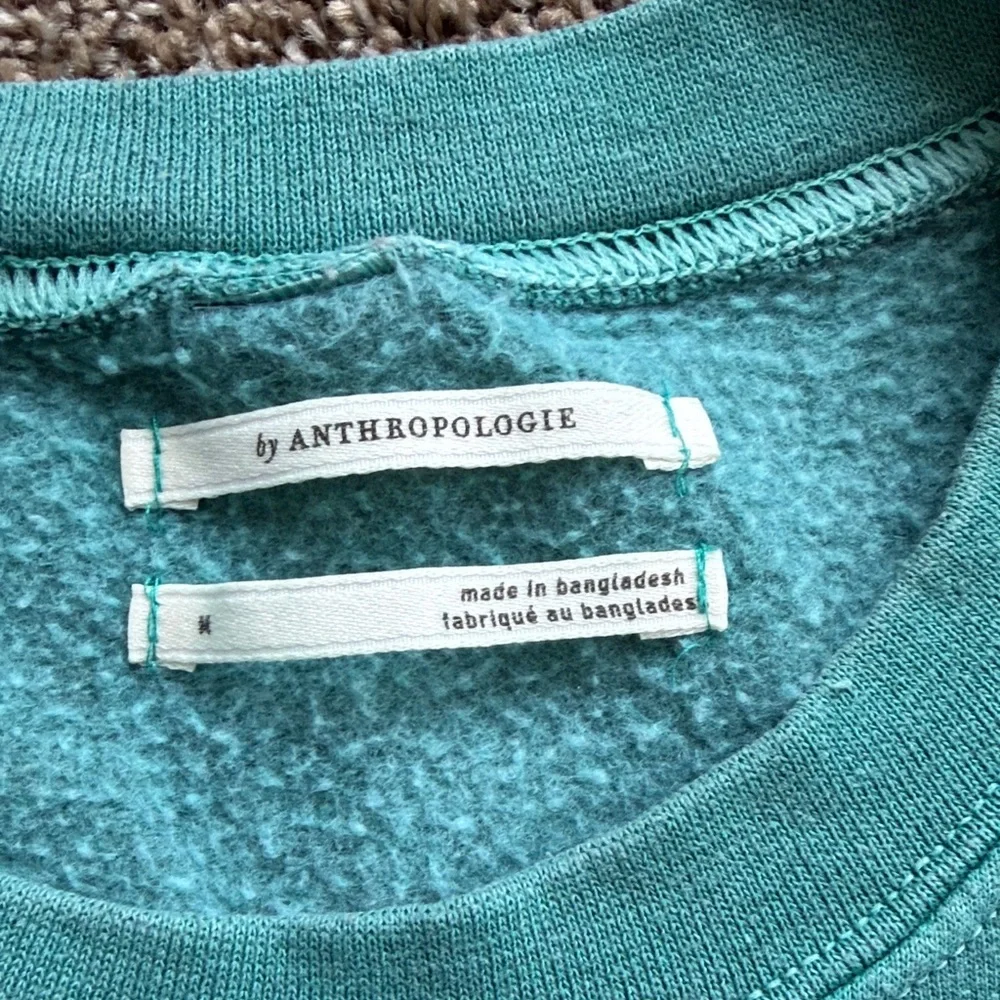 by ANTHROPOLOGIE
made in bangladesh
M
fabriqué au banglades